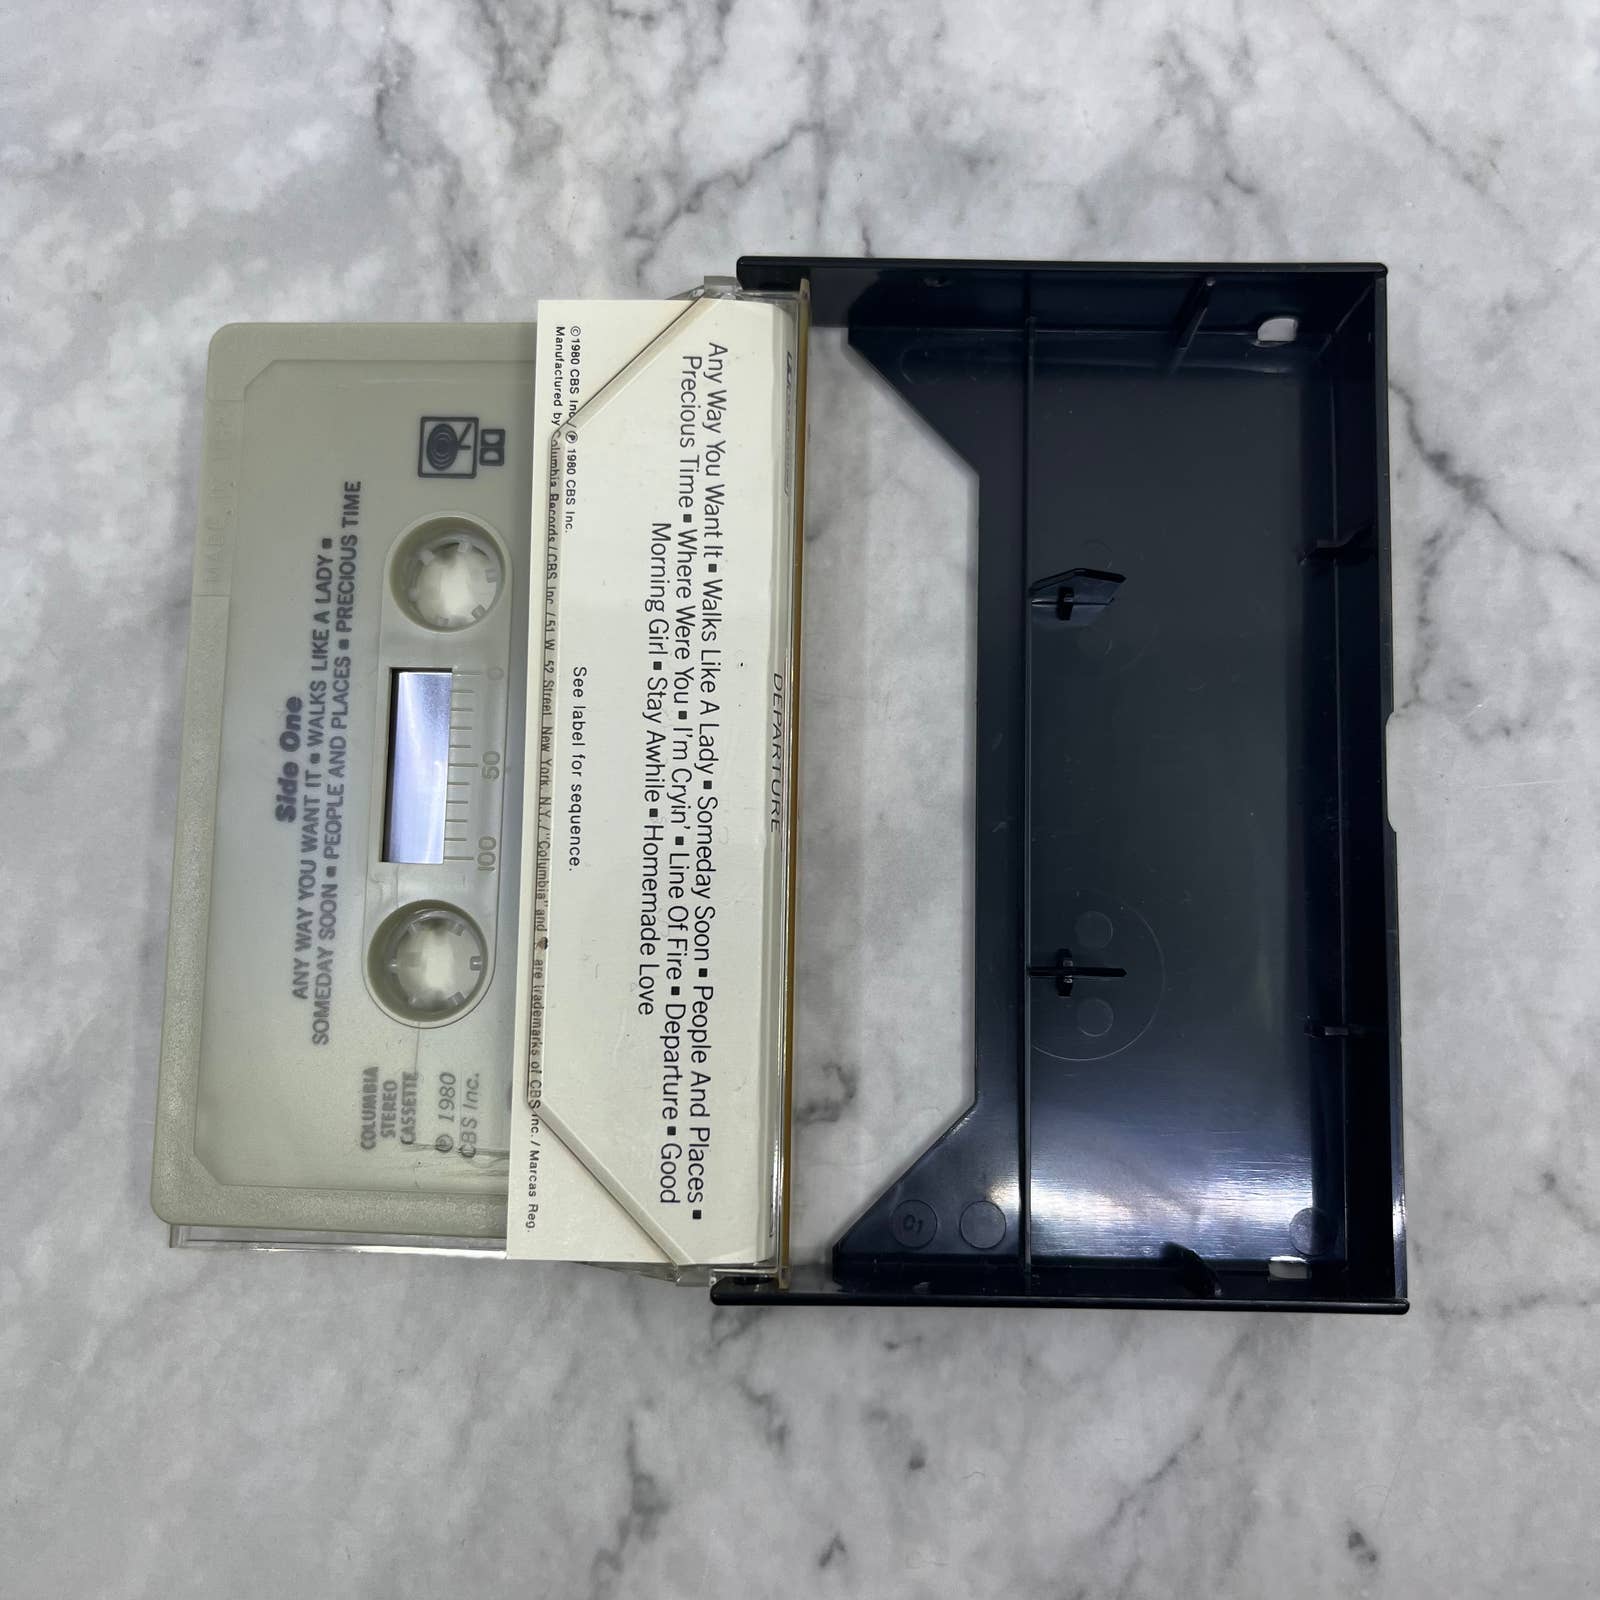 Side One
ANY WAY YOU WANT IT ▪ WALKS LIKE A LADY ▪
SOMEDAY SOON ▪ PEOPLE AND PLACES ▪ PRECIOUS TIME
COLUMBIA
STEREO
CASSETTE
℗ 1980
CBS Inc.
0 50 100
DEPARTURE
Any Way You Want It ▪ Walks Like A Lady ▪ Someday Soon ▪ People And Places ▪
Precious Time ▪ Where Were You ▪ I'm Cryin' ▪ Line Of Fire ▪ Departure ▪ Good
Morning Girl ▪ Stay Awhile ▪ Homemade Love
See label for sequence.
©1980 CBS Inc./ ℗ 1980 CBS Inc.
Manufactured by Columbia Records / CBS Inc. / 51 W. 52 Street, New York, N.Y./"Columbia" and are trademarks of CBS Inc. / Marcas Reg.
01